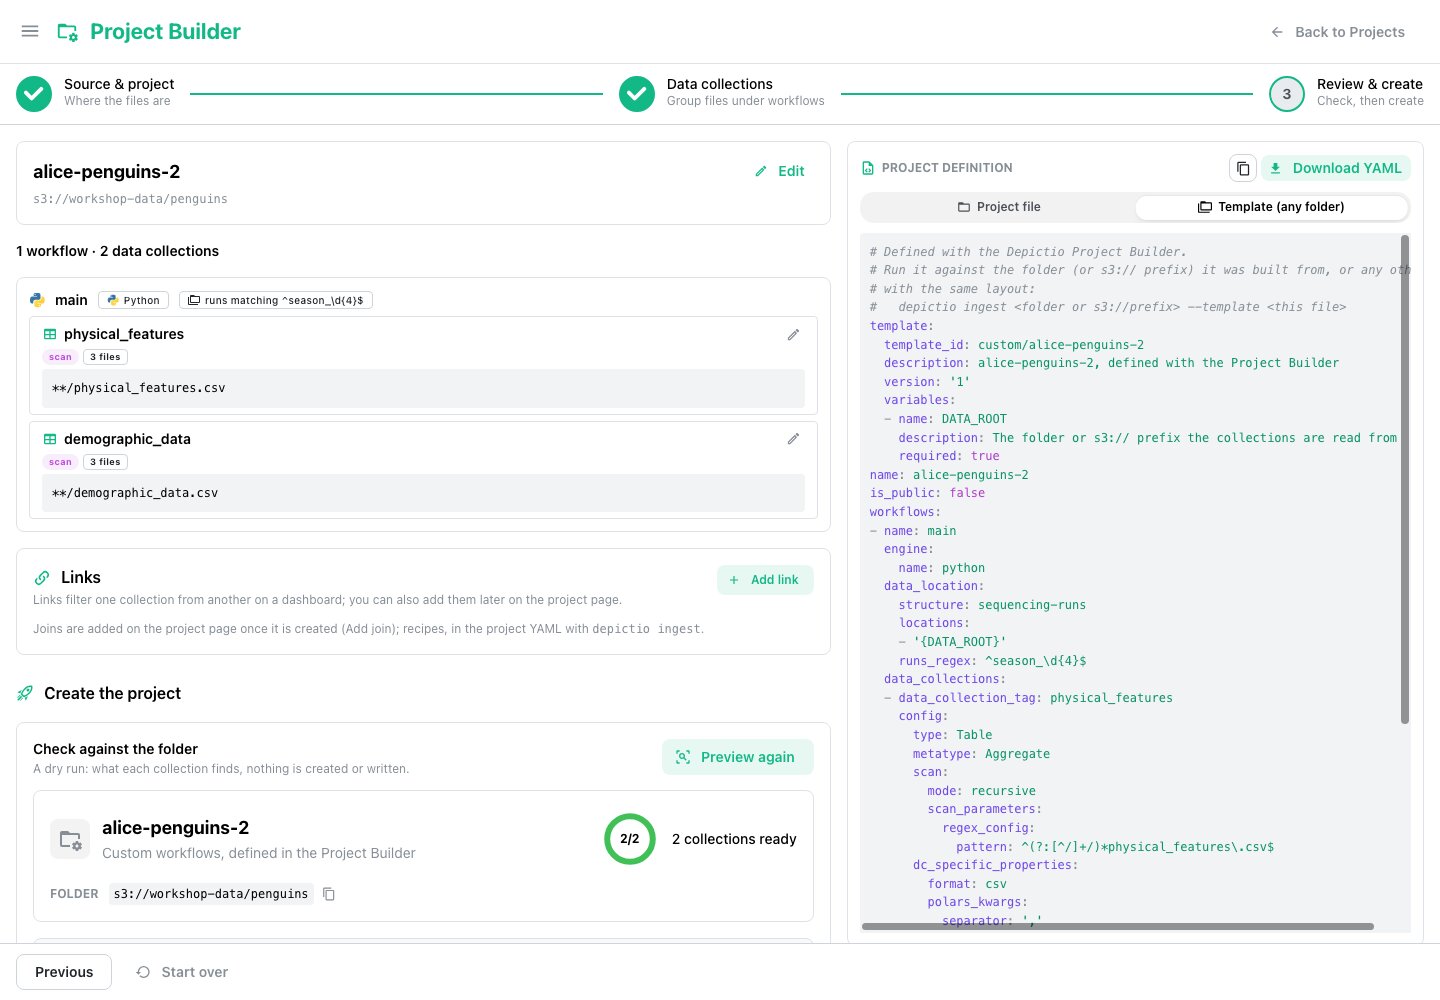 Project Builder
Back to Projects
Source & project
Where the files are
Data collections
Group files under workflows
3
Review & create
Check, then create
alice-penguins-2
Edit
s3://workshop-data/penguins
1 workflow · 2 data collections
main
Python
runs matching ^season_\d{4}$
physical_features
scan
3 files
**/physical_features.csv
demographic_data
scan
3 files
**/demographic_data.csv
Links
Add link
Links filter one collection from another on a dashboard; you can also add them later on the project page.
Joins are added on the project page once it is created (Add join); recipes, in the project YAML with depictio ingest.
Create the project
Check against the folder
A dry run: what each collection finds, nothing is created or written.
Preview again
alice-penguins-2
Custom workflows, defined in the Project Builder
2/2
2 collections ready
FOLDER s3://workshop-data/penguins
PROJECT DEFINITION
Download YAML
Project file
Template (any folder)
# Defined with the Depictio Project Builder.
# Run it against the folder (or s3:// prefix) it was built from, or any oth
# with the same layout:
#   depictio ingest <folder or s3://prefix> --template <this file>
template:
  template_id: custom/alice-penguins-2
  description: alice-penguins-2, defined with the Project Builder
  version: '1'
  variables:
  - name: DATA_ROOT
    description: The folder or s3:// prefix the collections are read from
    required: true
name: alice-penguins-2
is_public: false
workflows:
- name: main
  engine:
    name: python
  data_location:
    structure: sequencing-runs
    locations:
    - '{DATA_ROOT}'
    runs_regex: ^season_\d{4}$
  data_collections:
  - data_collection_tag: physical_features
    config:
      type: Table
      metatype: Aggregate
      scan:
        mode: recursive
        scan_parameters:
          regex_config:
            pattern: ^(?:[^/]+/)*physical_features\.csv$
      dc_specific_properties:
        format: csv
        polars_kwargs:
          separator: ','
Previous
Start over